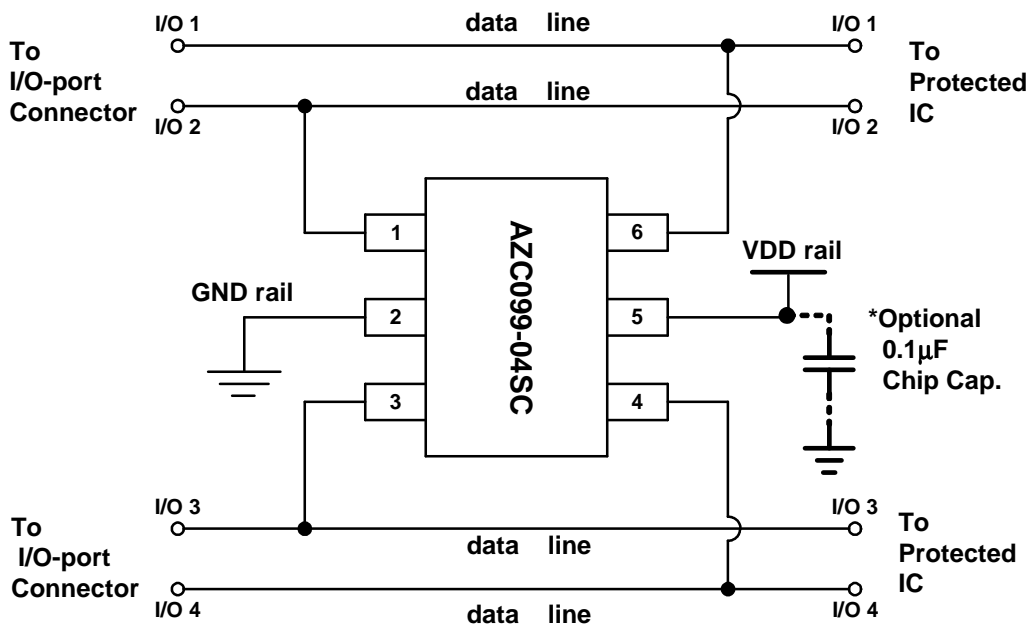 I/O 1
data line
I/O 1
To
I/O-port
Connector
To
Protected
IC
data line
I/O 2
I/O 2
1
6
VDD rail
GND rail
2
AZC099-04SC
5
*Optional
0.1μF
Chip Cap.
3
4
I/O 3
I/O 3
To
I/O-port
Connector
data line
To
Protected
IC
I/O 4
data line
I/O 4